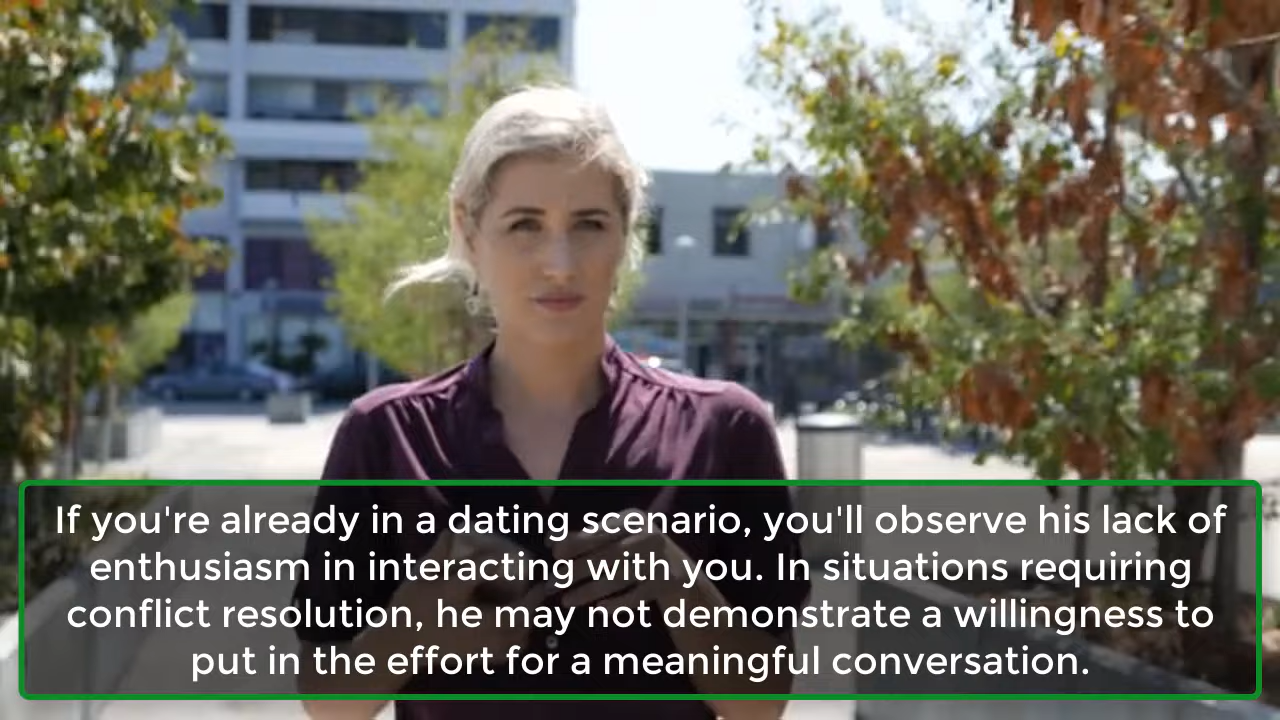 If you're already in a dating scenario, you'll observe his lack of
enthusiasm in interacting with you. In situations requiring
conflict resolution, he may not demonstrate a willingness to
put in the effort for a meaningful conversation.